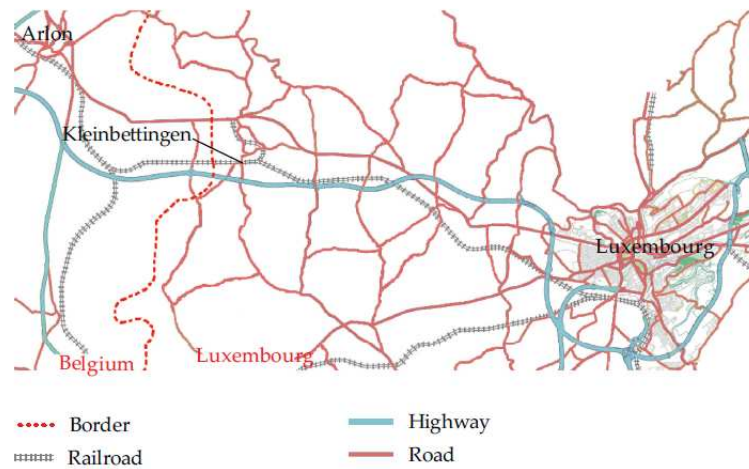 Arlon
Kleinbettingen
Luxembourg
Belgium
Luxembourg
Border
Highway
Railroad
Road